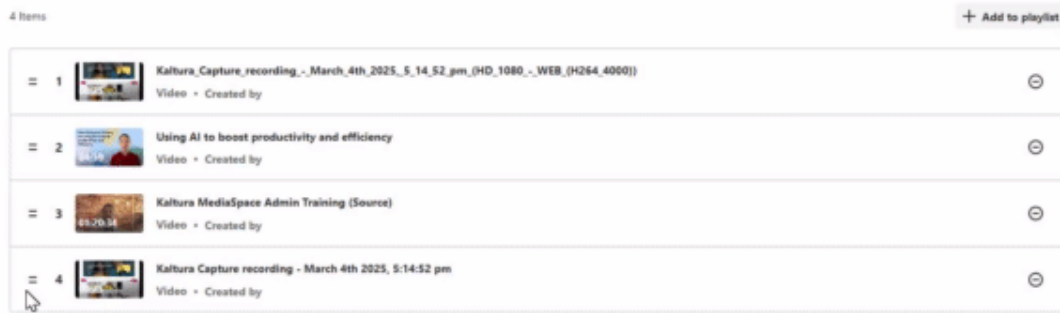 4 Items
+ Add to playlist
1
Kaltura_Capture_recording_-_March_4th_2025,_5_14_52_pm_(HD_1080_-_WEB_(H264_4000))
Video • Created by
2
Using AI to boost productivity and efficiency
Video • Created by
3
01:20:34
Kaltura MediaSpace Admin Training (Source)
Video • Created by
4
Kaltura Capture recording - March 4th 2025, 5:14:52 pm
Video • Created by